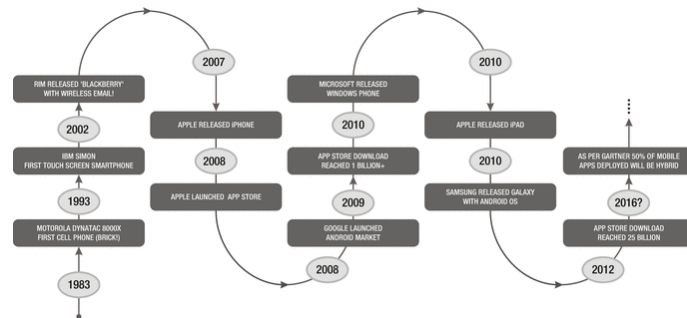 1983
MOTOROLA DYNATAC 8000X
FIRST CELL PHONE (BRICK!)
1993
IBM SIMON
FIRST TOUCH SCREEN SMARTPHONE
2002
RIM RELEASED 'BLACKBERRY'
WITH WIRELESS EMAIL!
2007
APPLE RELEASED IPHONE
2008
APPLE LAUNCHED APP STORE
2008
GOOGLE LAUNCHED
ANDROID MARKET
2009
APP STORE DOWNLOAD
REACHED 1 BILLION+
2010
MICROSOFT RELEASED
WINDOWS PHONE
2010
APPLE RELEASED IPAD
2010
SAMSUNG RELEASED GALAXY
WITH ANDROID OS
2012
APP STORE DOWNLOAD
REACHED 25 BILLION
2016?
AS PER GARTNER 50% OF MOBILE
APPS DEPLOYED WILL BE HYBRID